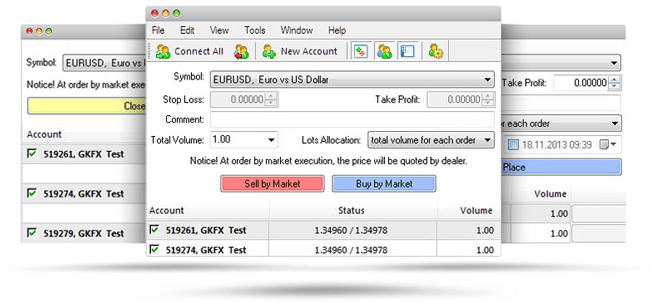 File Edit View Tools Window Help
Connect All New Account
Symbol: EURUSD, Euro vs US Dollar
Stop Loss: 0.00000 Take Profit: 0.00000
Comment:
Total Volume: 1.00 Lots Allocation: total volume for each order
Notice! At order by market execution, the price will be quoted by dealer.
Sell by Market Buy by Market
Account Status Volume
519261, GKFX Test 1.34960 / 1.34978 1.00
519274, GKFX Test 1.34960 / 1.34978 1.00
Symbol: EURUSD, Euro vs
Notice! At order by market exec
Close
Account
519261, GKFX Test
519274, GKFX Test
519279, GKFX Test
Take Profit: 0.00000
each order
18.11.2013 09:39
Place
Volume
1.00
1.00
1.00